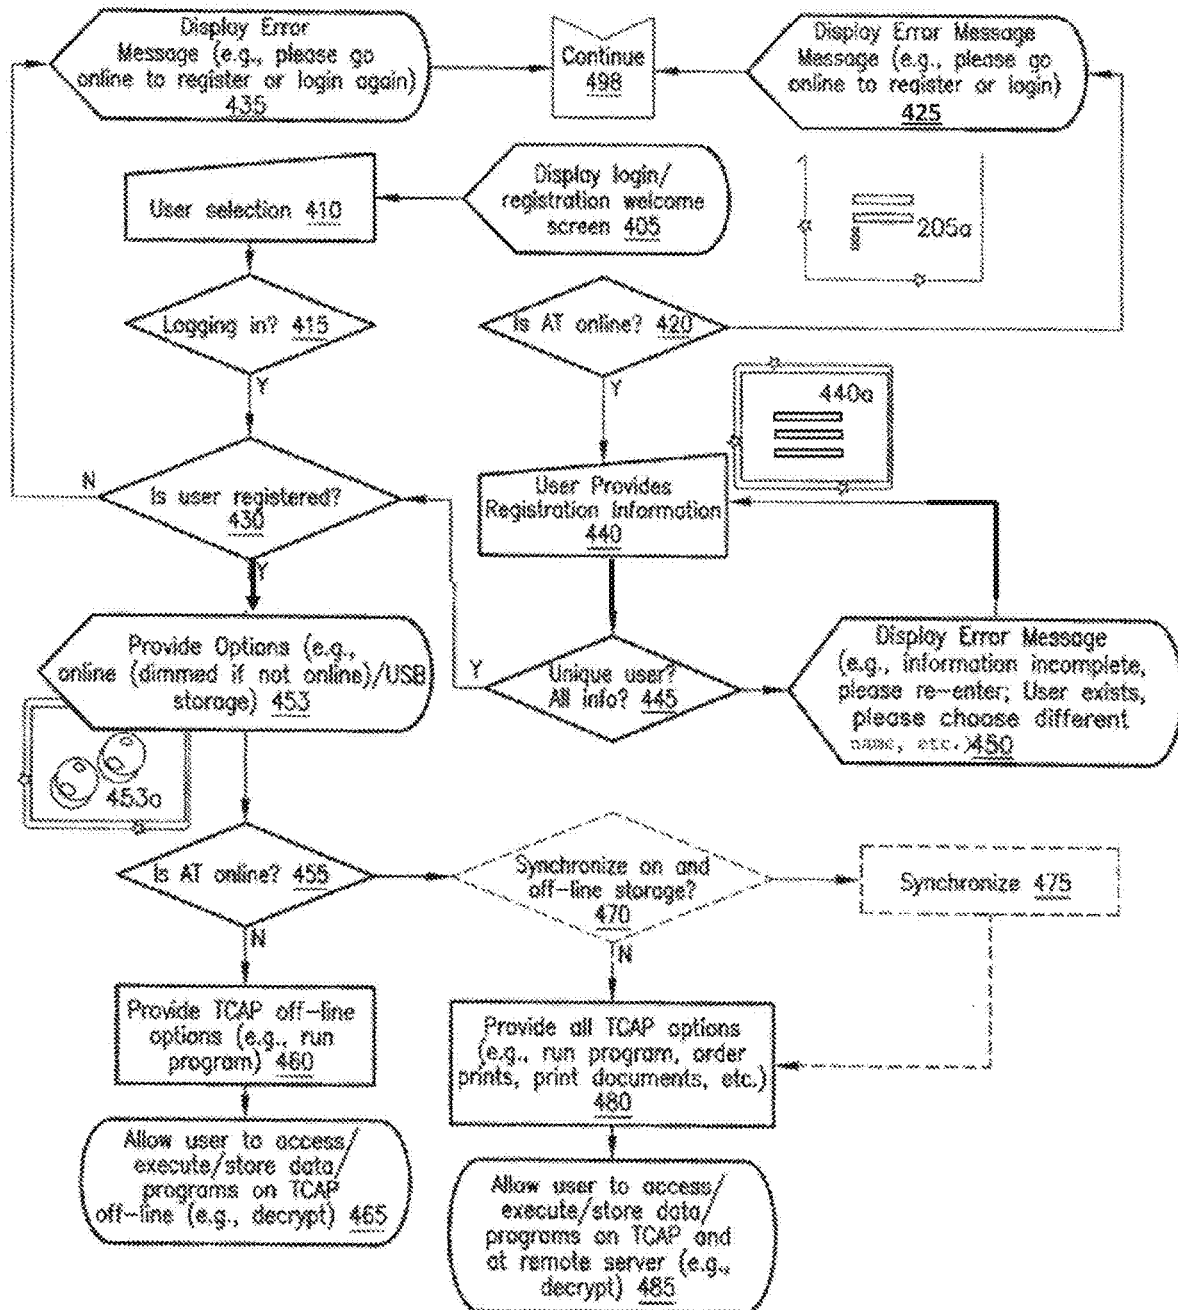 Display Error
Message (e.g., please go
online to register or login again)
435
Continue
498
Display Error Message
Message (e.g., please go
online to register or login)
425
User selection 410
Display login/
registration welcome
screen 405
205a
Logging in? 415
Is AT online? 420
Y
Y
440a
N
Is user registered?
430
Y
User Provides
Registration Information
440
Provide Options (e.g.,
online (dimmed if not online)/USB
storage) 453
453a
Y
Unique user?
All info? 445
Display Error Message
(e.g., information incomplete,
please re-enter; User exists,
please choose different
name, etc.) 450
Is AT online? 455
N
Synchronize on and
off-line storage?
470
N
Synchronize 475
Provide TCAP off-line
options (e.g., run
program) 460
Provide all TCAP options
(e.g., run program, order
prints, print documents, etc.)
480
Allow user to access/
execute/store data/
programs on TCAP
off-line (e.g., decrypt) 465
Allow user to access/
execute/store data/
programs on TCAP and
at remote server (e.g.,
decrypt) 485